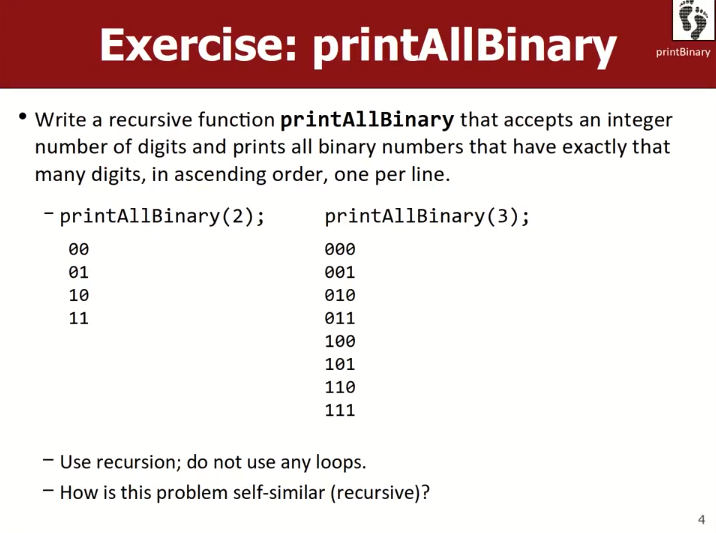 Exercise: printAllBinary
printBinary
• Write a recursive function printAllBinary that accepts an integer
number of digits and prints all binary numbers that have exactly that
many digits, in ascending order, one per line.
– printAllBinary(2); printAllBinary(3);
00 000
01 001
10 010
11 011
100
101
110
111
– Use recursion; do not use any loops.
– How is this problem self-similar (recursive)?
4